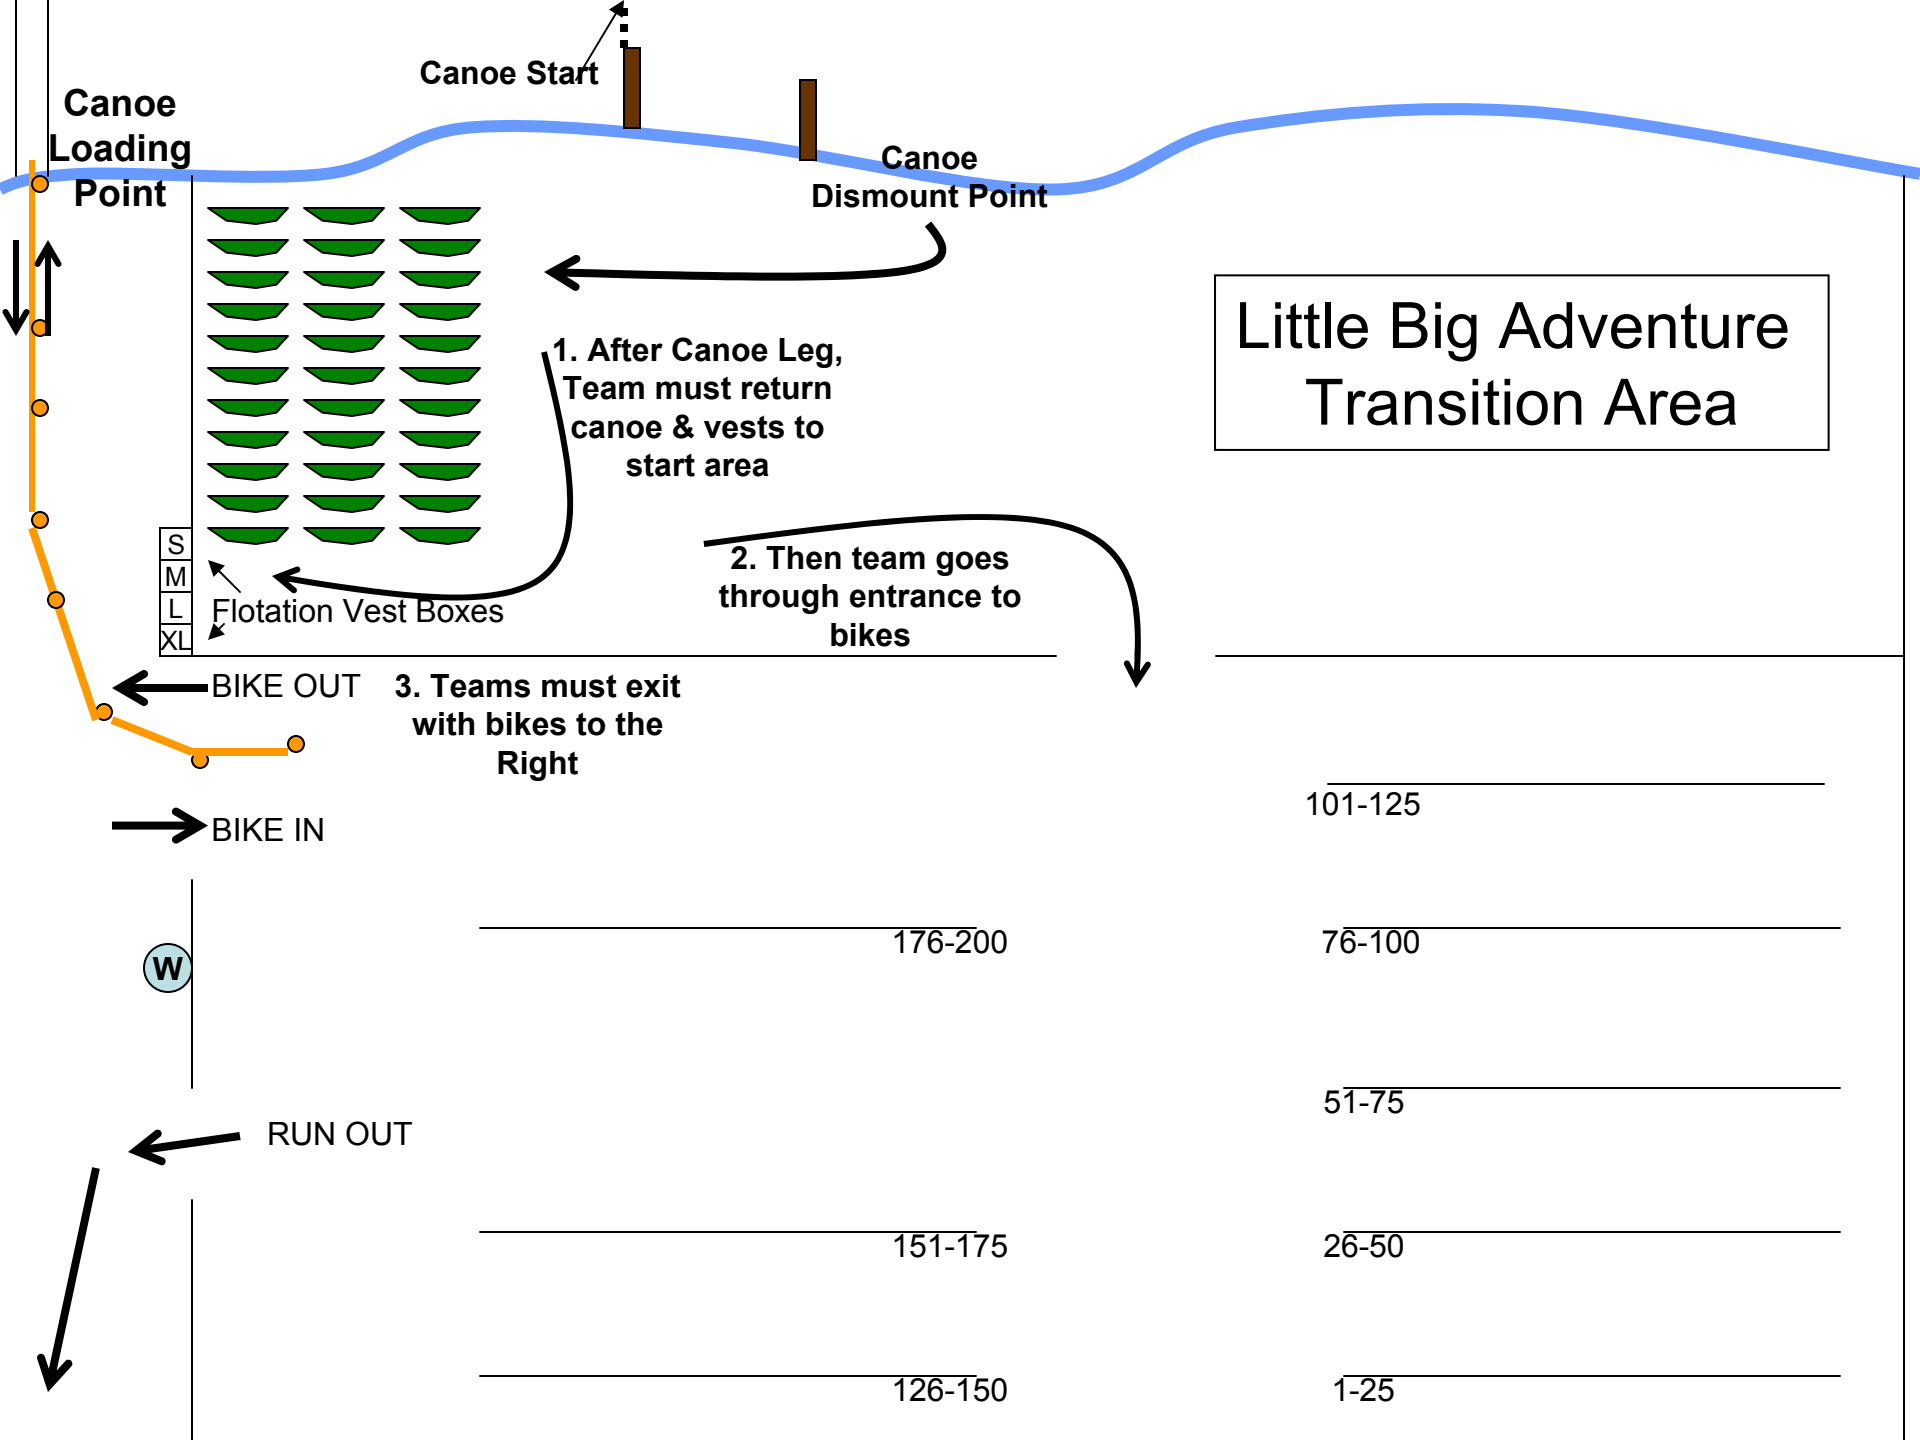 Canoe Start
Canoe
Loading
Point
Canoe
Dismount Point
Little Big Adventure
Transition Area
1. After Canoe Leg,
Team must return
canoe & vests to
start area
S
M
L
XL
Flotation Vest Boxes
2. Then team goes
through entrance to
bikes
BIKE OUT
3. Teams must exit
with bikes to the
Right
BIKE IN
101-125
W
176-200
76-100
51-75
RUN OUT
151-175
26-50
126-150
1-25